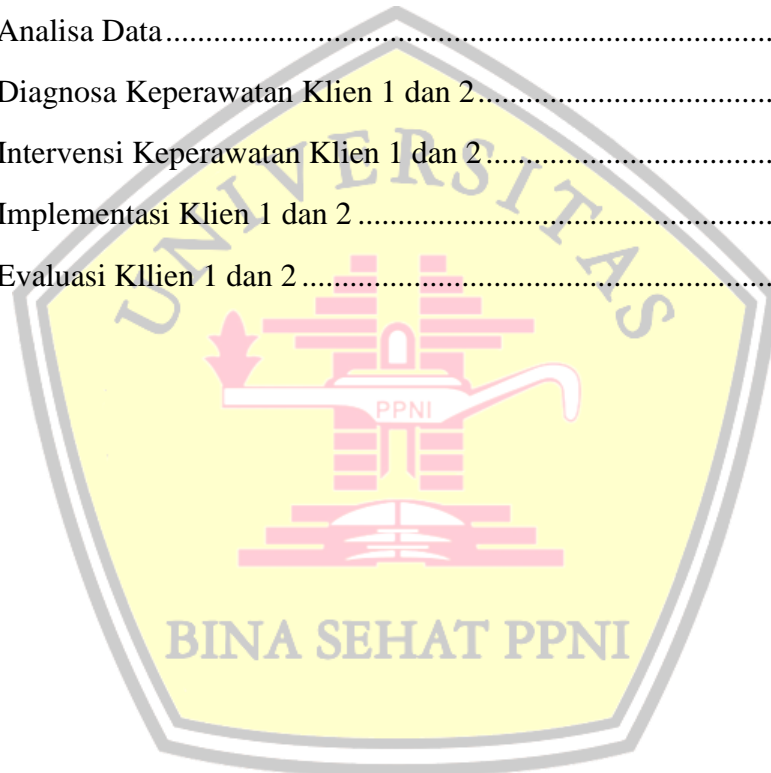 Analisa Data....................................................................................
Diagnosa Keperawatan Klien 1 dan 2....................................
Intervensi Keperawatan Klien 1 dan 2...................................
Implementasi Klien 1 dan 2...................................................
Evaluasi Kllien 1 dan 2..........................................................
UNIVERSITAS
PPNI
BINA SEHAT PPNI